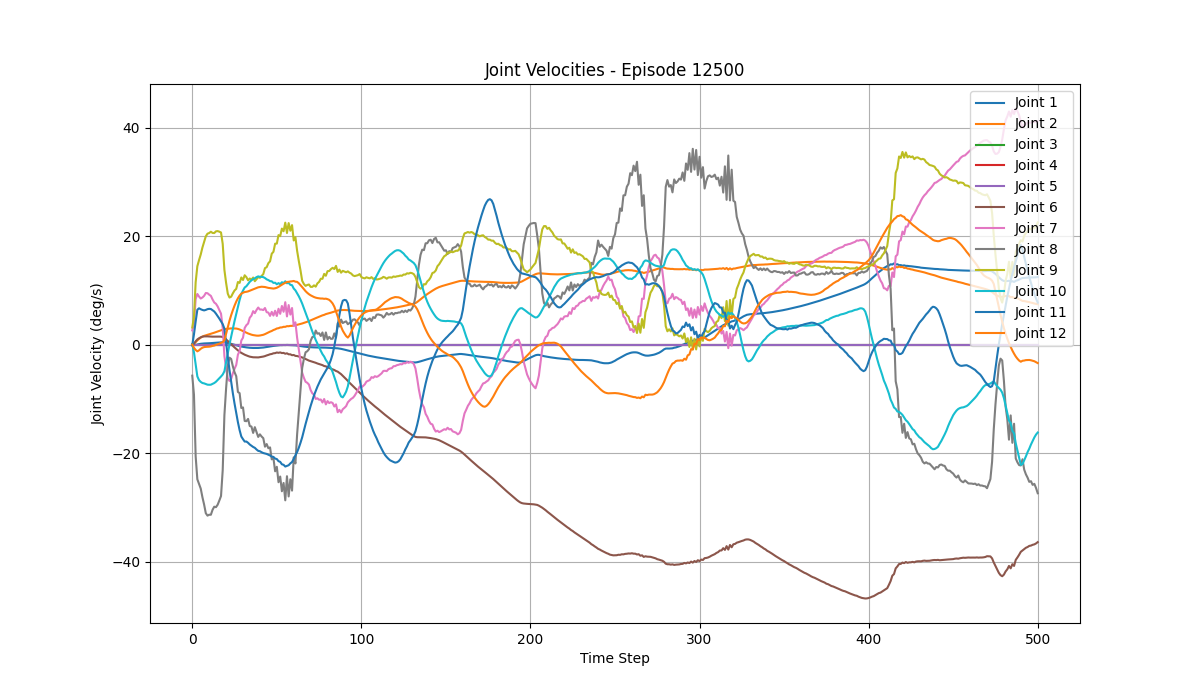 Joint Velocities - Episode 12500
Joint Velocity (deg/s)
40
20
0
−20
−40
0 100 200 300 400 500
Time Step
Joint 1
Joint 2
Joint 3
Joint 4
Joint 5
Joint 6
Joint 7
Joint 8
Joint 9
Joint 10
Joint 11
Joint 12